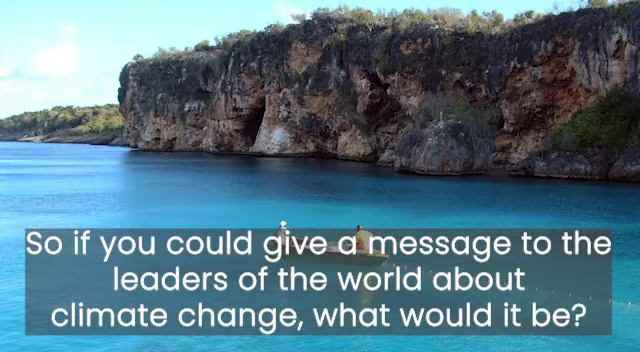 So if you could give a message to the
leaders of the world about
climate change, what would it be?